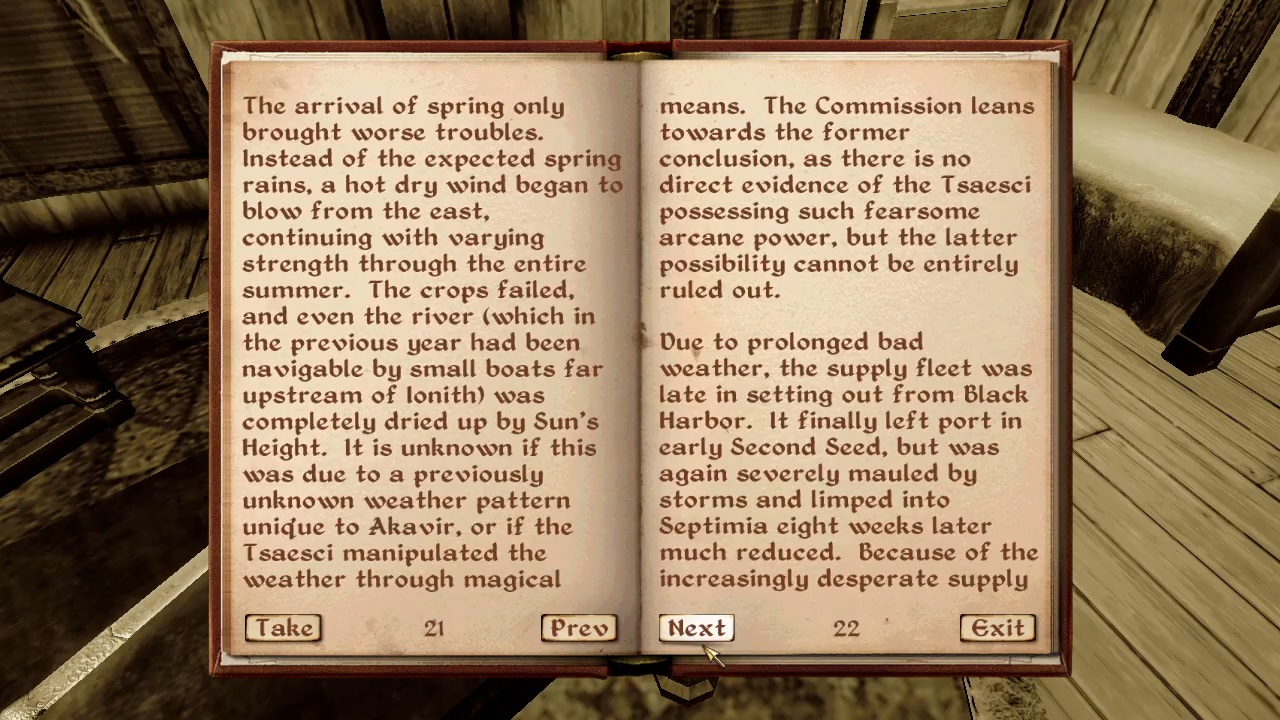 The arrival of spring only
brought worse troubles.
Instead of the expected spring
rains, a hot dry wind began to
blow from the east,
continuing with varying
strength through the entire
summer.  The crops failed,
and even the river (which in
the previous year had been
navigable by small boats far
upstream of Ionith) was
completely dried up by Sun's
Height.  It is unknown if this
was due to a previously
unknown weather pattern
unique to Akavir, or if the
Tsaesci manipulated the
weather through magical
Take
21
Prev
means.  The Commission leans
towards the former
conclusion, as there is no
direct evidence of the Tsaesci
possessing such fearsome
arcane power, but the latter
possibility cannot be entirely
ruled out.
Due to prolonged bad
weather, the supply fleet was
late in setting out from Black
Harbor.  It finally left port in
early Second Seed, but was
again severely mauled by
storms and limped into
Septimia eight weeks later
much reduced.  Because of the
increasingly desperate supply
Next
22
Exit